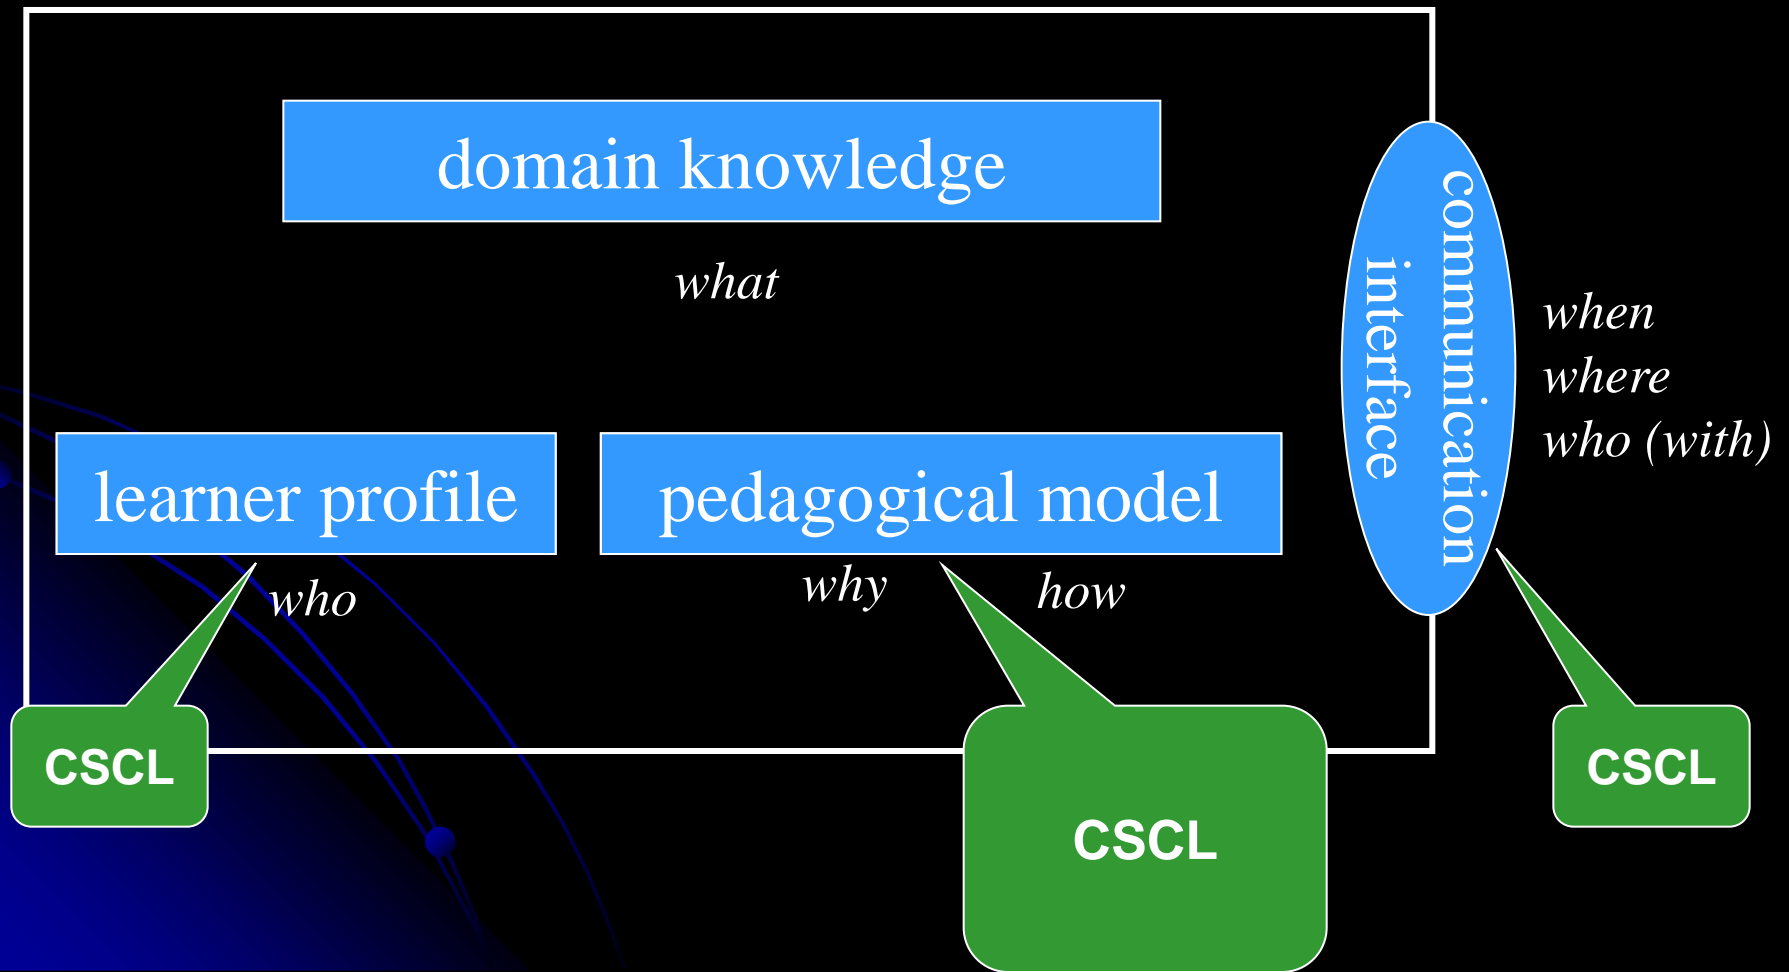 domain knowledge
what
communication
interface
when
where
who (with)
learner profile
pedagogical model
who
why
how
CSCL
CSCL
CSCL